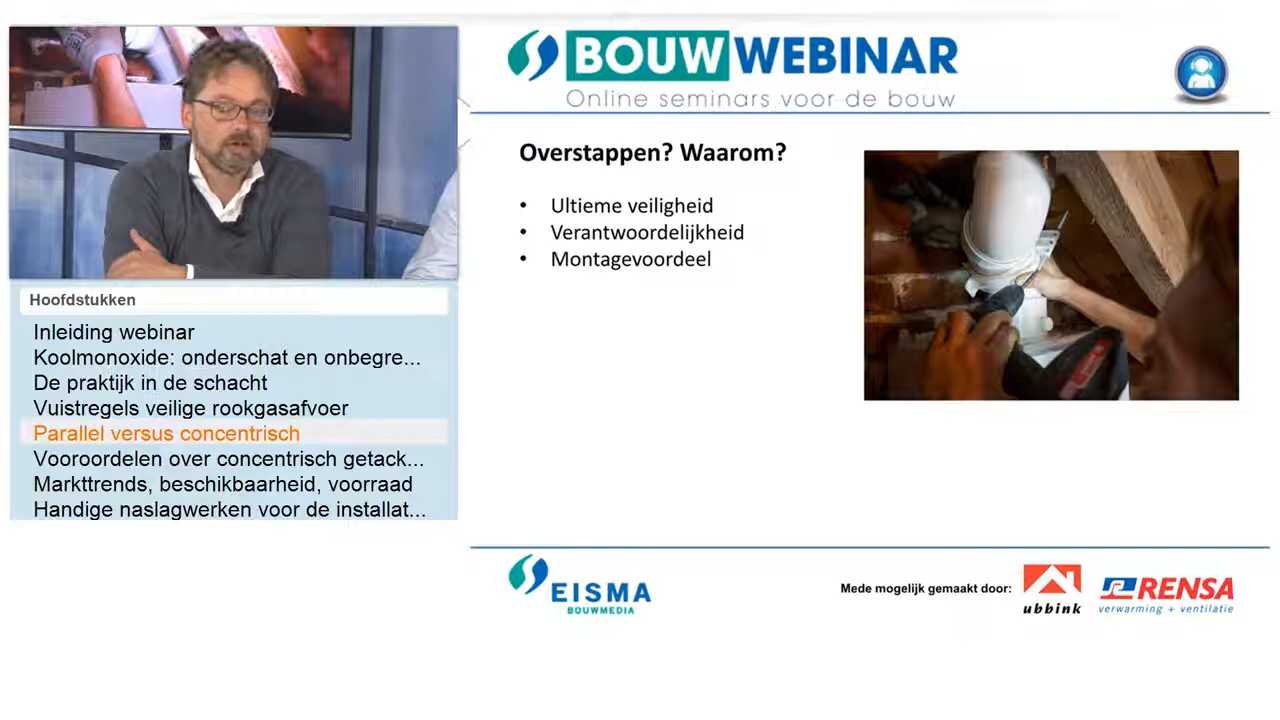 BOUWWEBINAR
Online seminars voor de bouw
Overstappen? Waarom?
• Ultieme veiligheid
• Verantwoordelijkheid
• Montagevoordeel
Hoofdstukken
Inleiding webinar
Koolmonoxide: onderschat en onbegre...
De praktijk in de schacht
Vuistregels veilige rookgasafvoer
Parallel versus concentrisch
Vooroordelen over concentrisch getack...
Markttrends, beschikbaarheid, voorraad
Handige naslagwerken voor de installat...
EISMA
BOUWMEDIA
Mede mogelijk gemaakt door:
ubbink
RENSA
verwarming + ventilatie